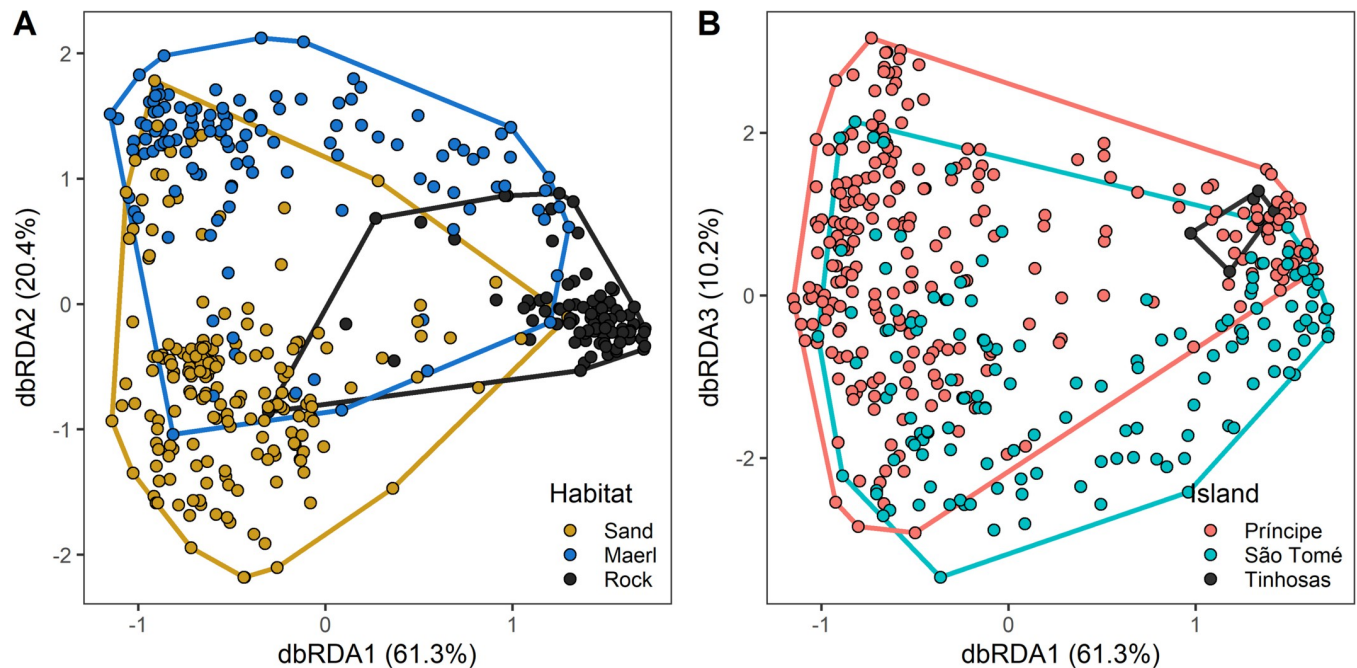 A
B
2
1
0
-1
-2
dbRDA2 (20.4%)
-1
0
1
dbRDA1 (61.3%)
Habitat
Sand
Maerl
Rock
2
0
-2
dbRDA3 (10.2%)
-1
0
1
dbRDA1 (61.3%)
Island
Príncipe
São Tomé
Tinhosas